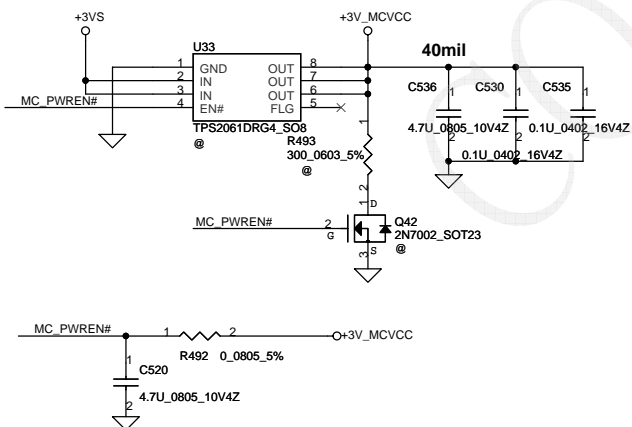 +3VS
+3V_MCVCC
U33
40mil
1 GND OUT 8
2 IN OUT 7
3 IN OUT 6
MC_PWREN# 4 EN# FLG 5
TPS2061DRG4_SO8
@
R493
300_0603_5%
@
1
2
C536 C530 C535
1 1 1
4.7U_0805_10V4Z 0.1U_0402_16V4Z
2 2 2
0.1U_0402_16V4Z
MC_PWREN# 2 G
1 D
Q42
2N7002_SOT23
@
3 S
MC_PWREN# 1 2 +3V_MCVCC
R492 0_0805_5%
1
C520
4.7U_0805_10V4Z
2